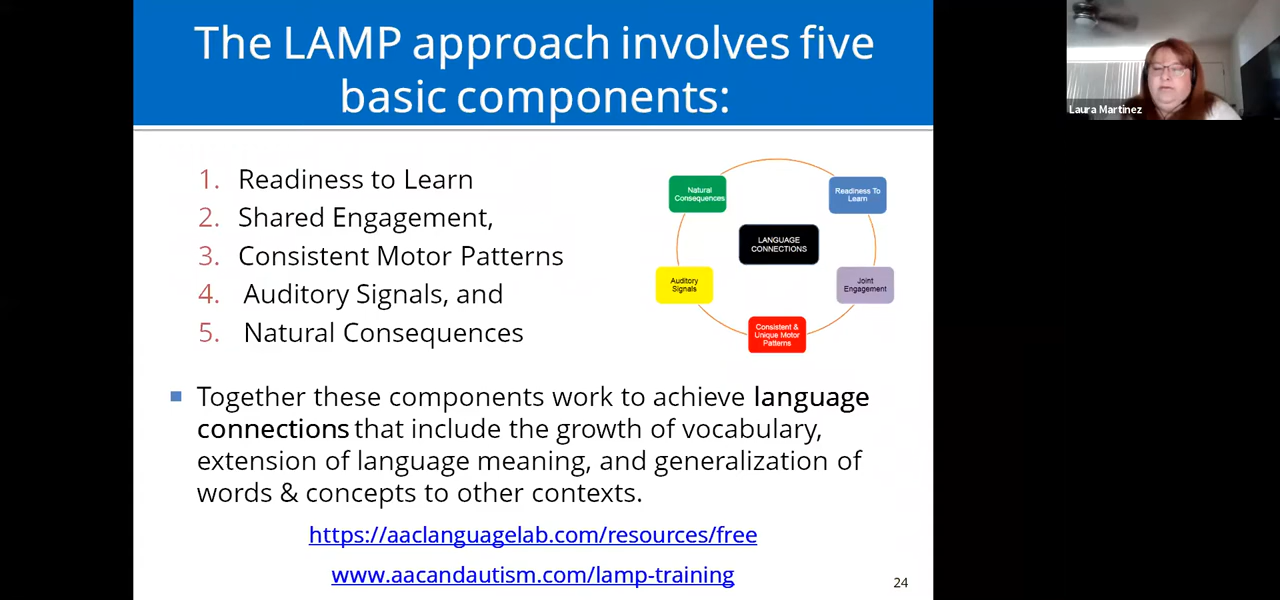 The LAMP approach involves five
basic components:
1. Readiness to Learn
2. Shared Engagement,
3. Consistent Motor Patterns
4. Auditory Signals, and
5. Natural Consequences
Natural
Consequences
Readiness To
Learn
LANGUAGE
CONNECTIONS
Auditory
Signals
Joint
Engagement
Consistent &
Unique Motor
Patterns
Together these components work to achieve language
connections that include the growth of vocabulary,
extension of language meaning, and generalization of
words & concepts to other contexts.
https://aaclanguagelab.com/resources/free
www.aacandautism.com/lamp-training
24
Laura Martinez